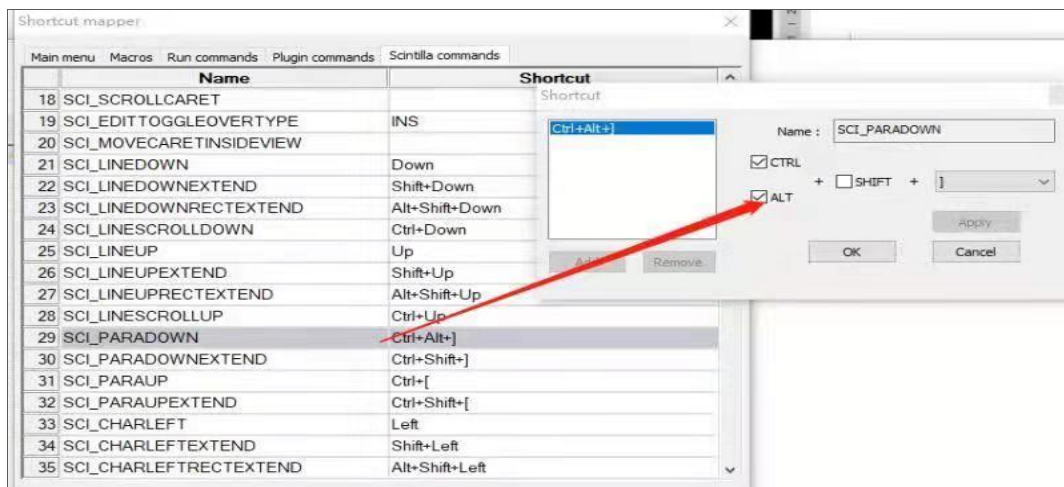 Shortcut mapper
Main menu Macros Run commands Plugin commands Scintilla commands
Name Shortcut
18 SCI_SCROLLCARET
19 SCI_EDITTOGGLEOVERTYPE INS
20 SCI_MOVECARETINSIDEVIEW
21 SCI_LINEDOWN Down
22 SCI_LINEDOWNEXTEND Shift+Down
23 SCI_LINEDOWNRECTEXTEND Alt+Shift+Down
24 SCI_LINESCROLLDOWN Ctrl+Down
25 SCI_LINEUP Up
26 SCI_LINEUPEXTEND Shift+Up
27 SCI_LINEUPRECTEXTEND Alt+Shift+Up
28 SCI_LINESCROLLUP Ctrl+Up
29 SCI_PARADOWN Ctrl+Alt+]
30 SCI_PARADOWNEXTEND Ctrl+Shift+]
31 SCI_PARAUP Ctrl+[
32 SCI_PARAUPEXTEND Ctrl+Shift+[
33 SCI_CHARLEFT Left
34 SCI_CHARLEFTEXTEND Shift+Left
35 SCI_CHARLEFTRECTEXTEND Alt+Shift+Left
Shortcut
Ctrl+Alt+]
Name : SCI_PARADOWN
CTRL
+ SHIFT + ]
ALT
Apply
Add Remove
OK Cancel